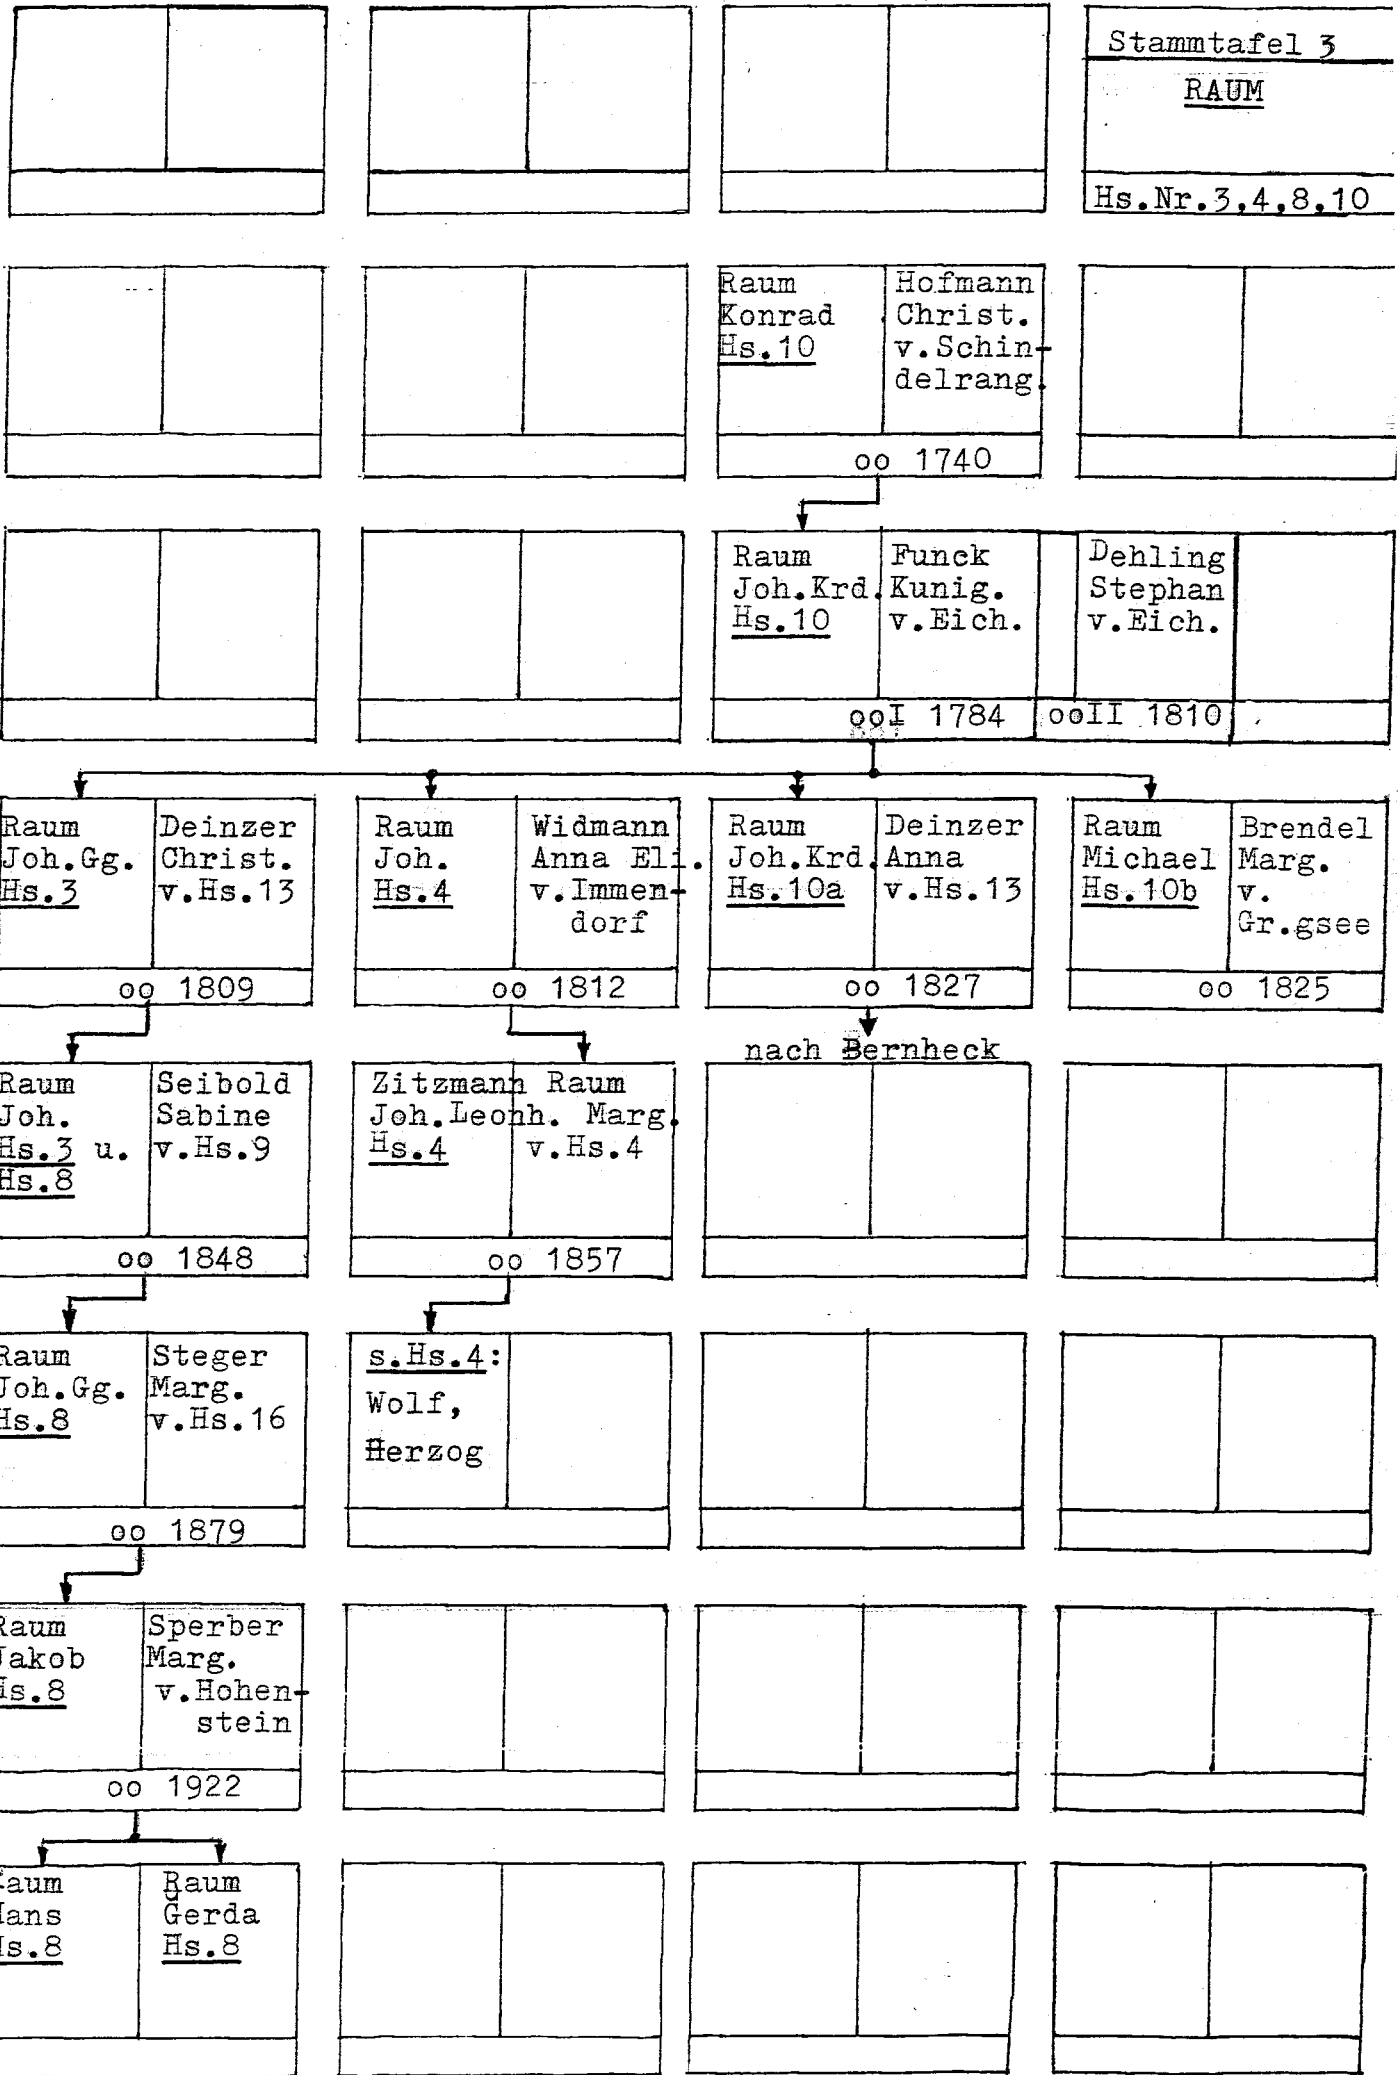 Stammtafel 3
RAUM
Hs.Nr.3,4,8,10
Raum
Konrad
Hs.10
Hofmann
Christ.
v.Schin-
delrang.
oo 1740
Raum
Joh.Krd.
Hs.10
Funck
Kunig.
v.Eich.
Dehling
Stephan
v.Eich.
ooI 1784
ooII 1810
Raum
Joh.Gg.
Hs.3
Deinzer
Christ.
v.Hs.13
oo 1809
Raum
Joh.
Hs.4
Widmann
Anna Eli.
v.Immen-
dorf
oo 1812
Raum
Joh.Krd.
Hs.10a
Deinzer
Anna
v.Hs.13
oo 1827
Raum
Michael
Hs.10b
Brendel
Marg.
v.
Gr.gsee
oo 1825
nach Bernheck
Raum
Joh.
Hs.3 u.
Hs.8
Seibold
Sabine
v.Hs.9
oo 1848
Zitzmann
Joh.Leonh.
Hs.4
Raum
Marg.
v.Hs.4
oo 1857
Raum
Joh.Gg.
Hs.8
Steger
Marg.
v.Hs.16
oo 1879
s.Hs.4:
Wolf,
Herzog
Raum
Jakob
Hs.8
Sperber
Marg.
v.Hohen-
stein
oo 1922
Raum
Hans
Hs.8
Raum
Gerda
Hs.8